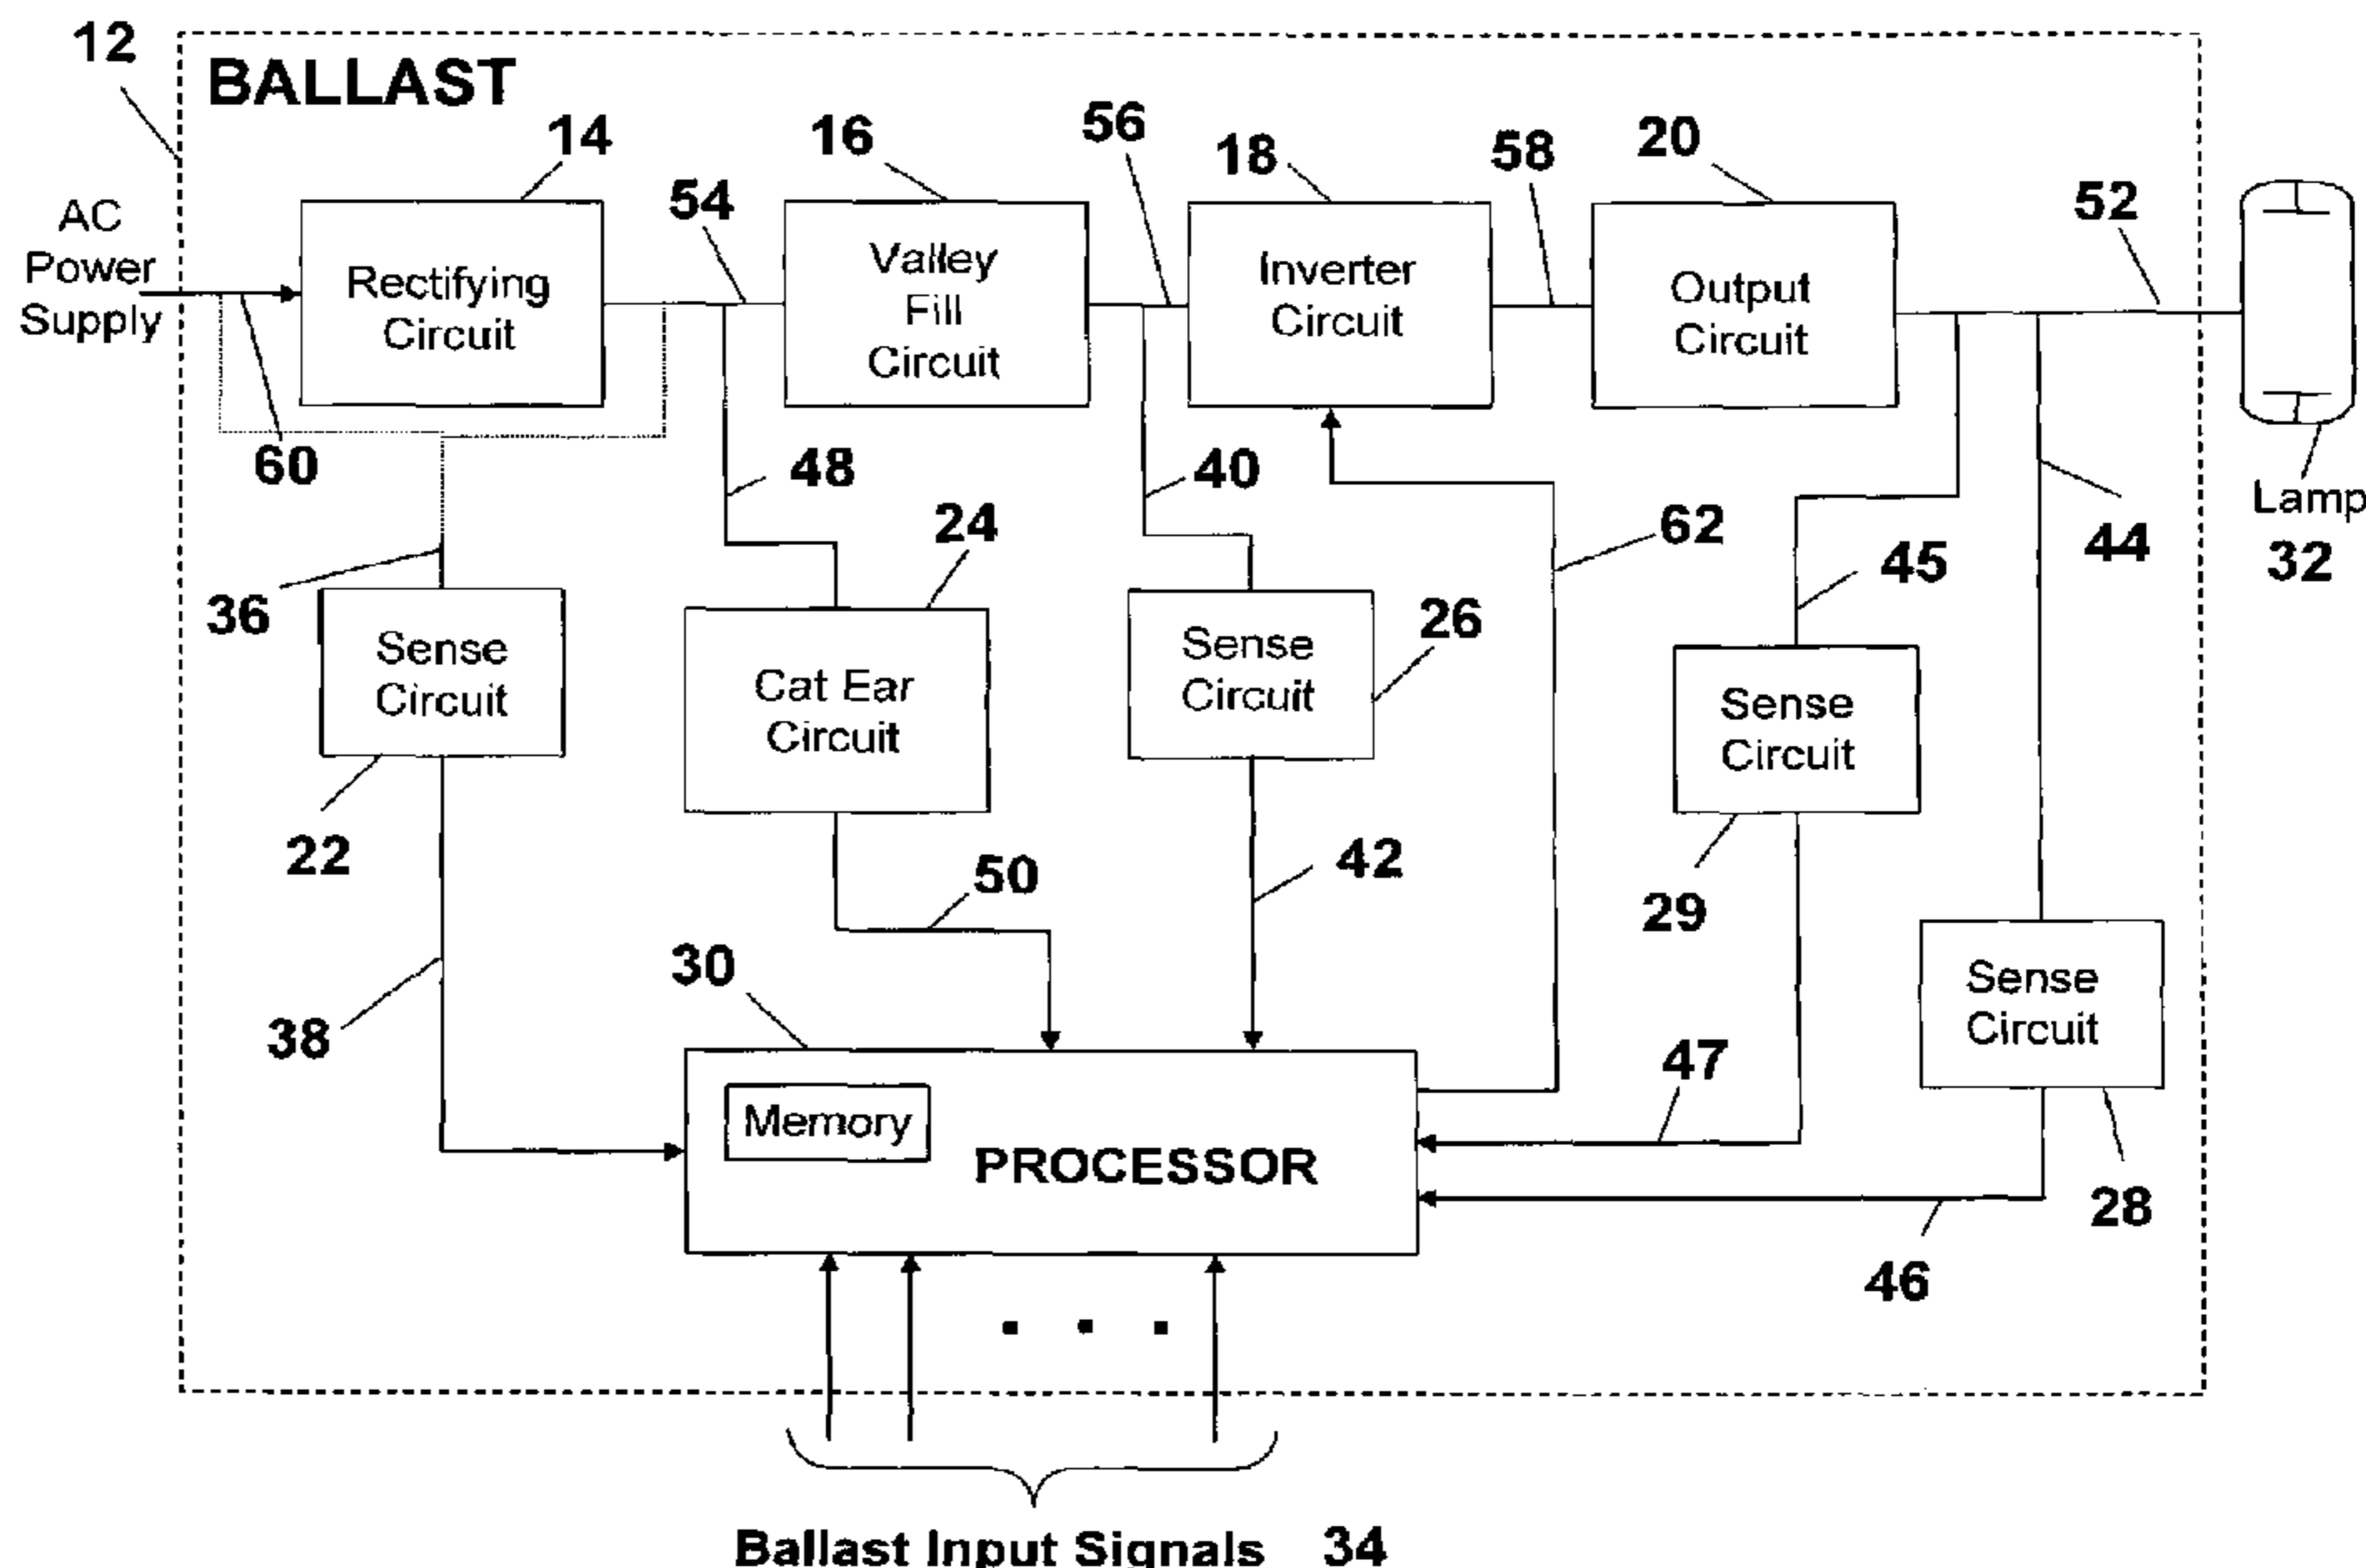 12
BALLAST
14
16
56
18
58
20
54
52
AC
Power
Supply
Rectifying
Circuit
Valley
Fill
Circuit
Inverter
Circuit
Output
Circuit
60
48
40
62
45
44
Lamp
32
36
24
26
Sense
Circuit
Cat Ear
Circuit
Sense
Circuit
Sense
Circuit
22
50
42
29
30
38
47
Sense
Circuit
Memory
PROCESSOR
28
46
Ballast Input Signals 34